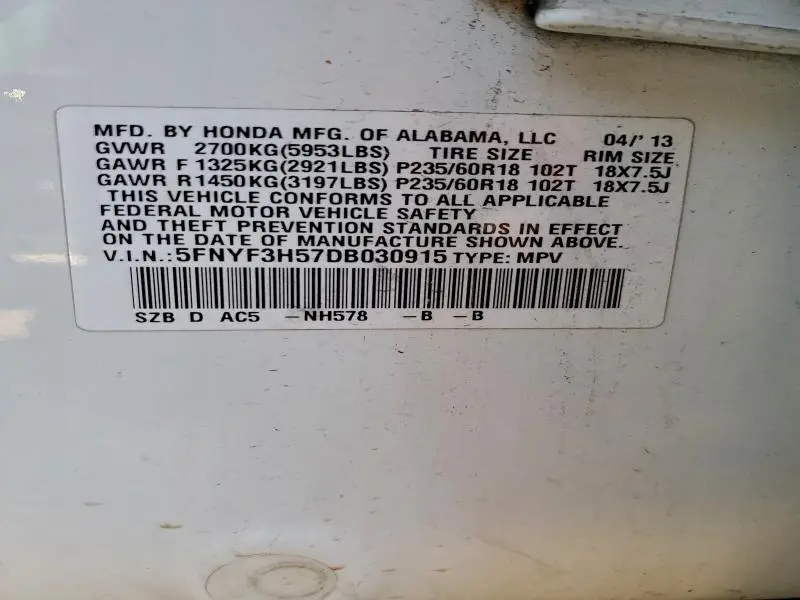 MFD. BY HONDA MFG. OF ALABAMA, LLC 04/' 13
GVWR 2700KG(5953LBS) TIRE SIZE RIM SIZE
GAWR F 1325KG(2921LBS) P235/60R18 102T 18X7.5J
GAWR R 1450KG(3197LBS) P235/60R18 102T 18X7.5J
THIS VEHICLE CONFORMS TO ALL APPLICABLE
FEDERAL MOTOR VEHICLE SAFETY
AND THEFT PREVENTION STANDARDS IN EFFECT
ON THE DATE OF MANUFACTURE SHOWN ABOVE.
V.I.N.:5FNYF3H57DB030915 TYPE: MPV
SZB D AC5 -NH578 -B -B